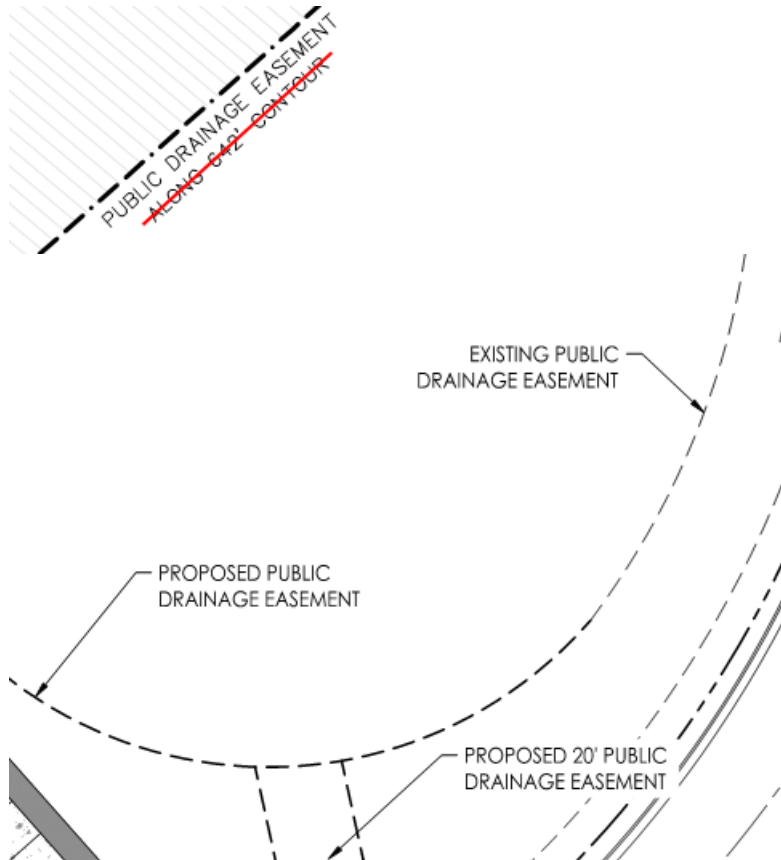 PUBLIC DRAINAGE EASEMENT
ALONG 642' CONTOUR
EXISTING PUBLIC
DRAINAGE EASEMENT
PROPOSED PUBLIC
DRAINAGE EASEMENT
PROPOSED 20' PUBLIC
DRAINAGE EASEMENT